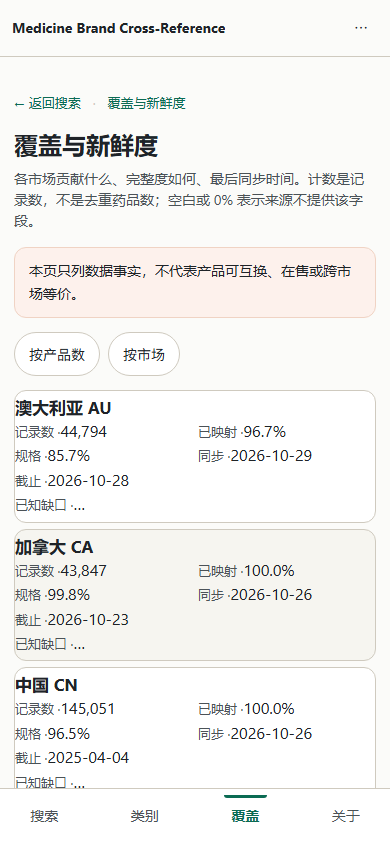 Medicine Brand Cross-Reference ...
← 返回搜索 · 覆盖与新鲜度
覆盖与新鲜度
各市场贡献什么、完整度如何、最后同步时间。计数是记
录数，不是去重药品数；空白或 0% 表示来源不提供该字
段。
本页只列数据事实，不代表产品可互换、在售或跨市
场等价。
按产品数 按市场
澳大利亚 AU
记录数 ·44,794 已映射 ·96.7%
规格 ·85.7% 同步 ·2026-10-29
截止 ·2026-10-28
已知缺口 ·...
加拿大 CA
记录数 ·43,847 已映射 ·100.0%
规格 ·99.8% 同步 ·2026-10-26
截止 ·2026-10-23
已知缺口 ·...
中国 CN
记录数 ·145,051 已映射 ·100.0%
规格 ·96.5% 同步 ·2026-10-26
截止 ·2025-04-04
已知缺口 ·...
搜索 类别 覆盖 关于